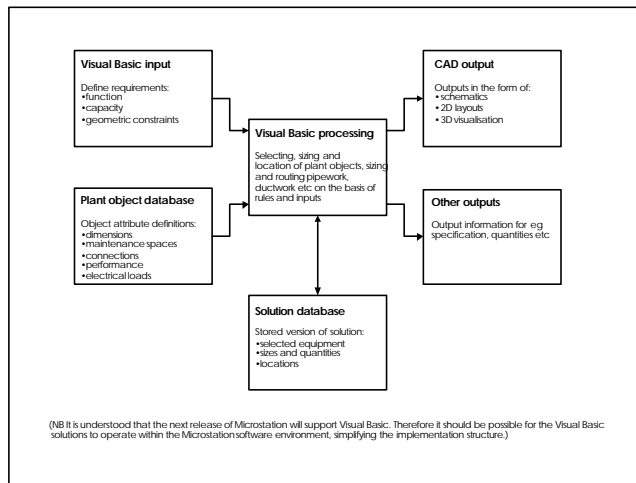 Visual Basic input
Define requirements:
•function
•capacity
•geometric constraints
CAD output
Outputs in the form of:
•schematics
•2D layouts
•3D visualisation
Visual Basic processing
Selecting, sizing and
location of plant objects, sizing
and routing pipework,
ductwork etc on the basis of
rules and inputs
Plant object database
Object attribute definitions:
•dimensions
•maintenance spaces
•connections
•performance
•electrical loads
Other outputs
Output information for eg
specification, quantities etc
Solution database
Stored version of solution:
•selected equipment
•sizes and quantities
•locations
(NB It is understood that the next release of Microstation will support Visual Basic. Therefore it should be possible for the Visual Basic
solutions to operate within the Microstation software environment, simplifying the implementation structure.)